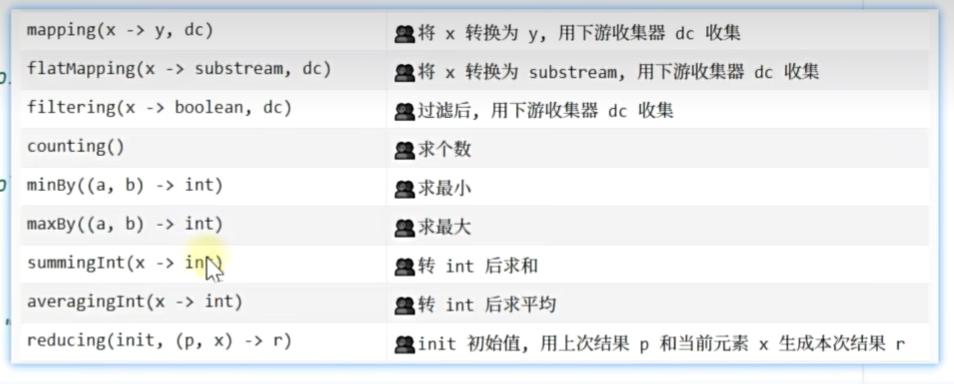 mapping(x -> y, dc) 将 x 转换为 y, 用下游收集器 dc 收集
flatMapping(x -> substream, dc) 将 x 转换为 substream, 用下游收集器 dc 收集
filtering(x -> boolean, dc) 过滤后, 用下游收集器 dc 收集
counting() 求个数
minBy((a, b) -> int) 求最小
maxBy((a, b) -> int) 求最大
summingInt(x -> int) 转 int 后求和
averagingInt(x -> int) 转 int 后求平均
reducing(init, (p, x) -> r) init 初始值, 用上次结果 p 和当前元素 x 生成本次结果 r